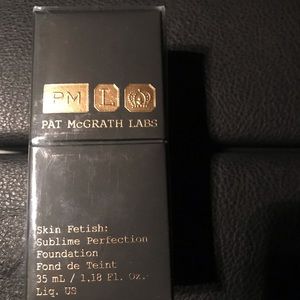 PM L
PAT McGRATH LABS
Skin Fetish:
Sublime Perfection
Foundation
Fond de Teint
35 mL / 1.18 Fl. Oz.
Liq. US